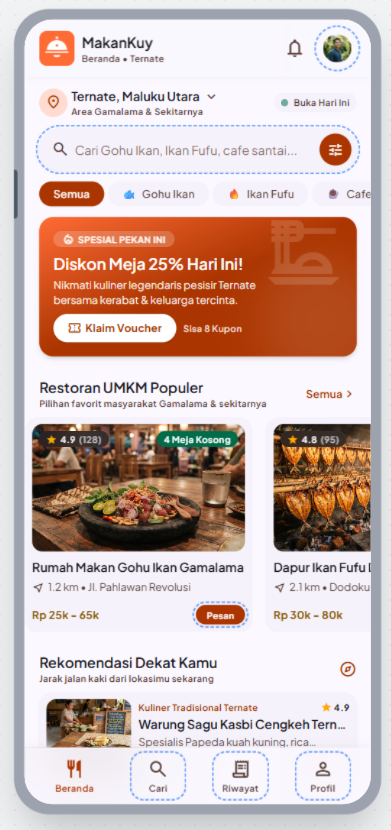 MakanKuy
Beranda • Ternate
Ternate, Maluku Utara
Area Gamalama & Sekitarnya
Buka Hari Ini
Cari Gohu Ikan, Ikan Fufu, cafe santai...
Semua
Gohu Ikan
Ikan Fufu
Cafe
SPESIAL PEKAN INI
Diskon Meja 25% Hari Ini!
Nikmati kuliner legendaris pesisir Ternate
bersama kerabat & keluarga tercinta.
Klaim Voucher
Sisa 8 Kupon
Restoran UMKM Populer
Pilihan favorit masyarakat Gamalama & sekitarnya
Semua >
4.9 (128)
4 Meja Kosong
Rumah Makan Gohu Ikan Gamalama
1.2 km • Jl. Pahlawan Revolusi
Rp 25k - 65k
Pesan
4.8 (95)
Dapur Ikan Fufu
2.1 km • Dodoku
Rp 30k - 80k
Rekomendasi Dekat Kamu
Jarak jalan kaki dari lokasimu sekarang
Kuliner Tradisional Ternate
4.9
Warung Sagu Kasbi Cengkeh Tern...
Spesialis Papeda kuah kuning, rica...
Beranda
Cari
Riwayat
Profil